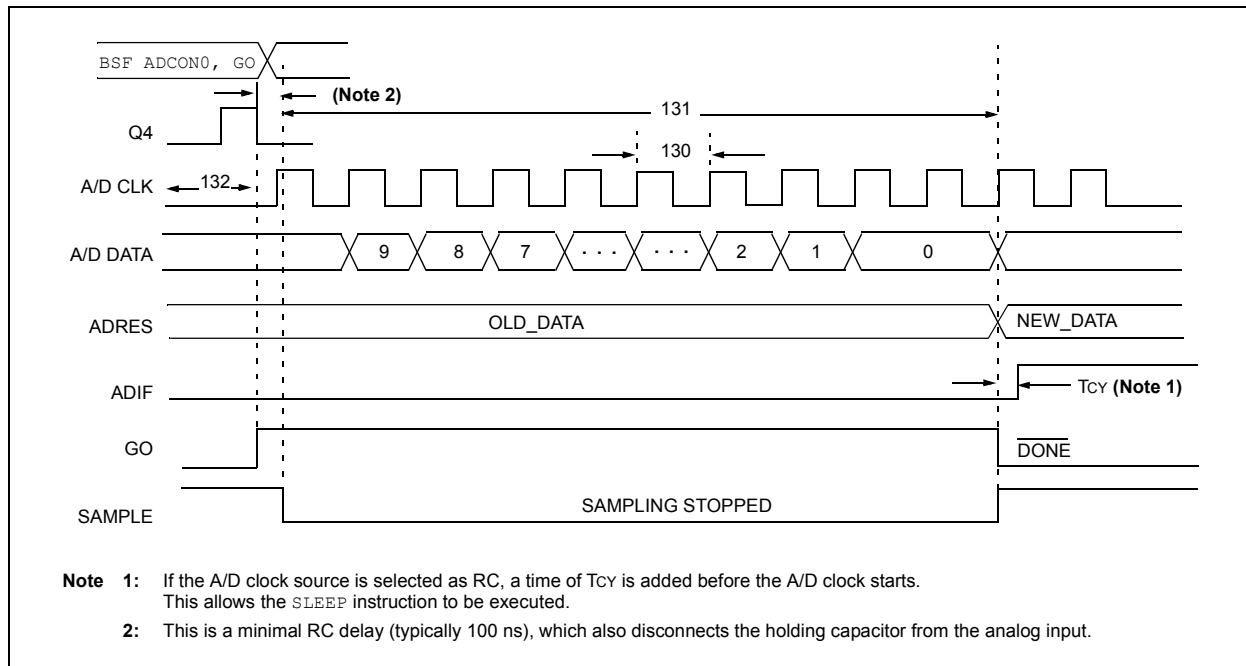 BSF ADCON0, GO
(Note 2)
131
Q4
130
A/D CLK
132
A/D DATA
9 8 7 . . . . . . 2 1 0
ADRES
OLD_DATA
NEW_DATA
ADIF
TCY (Note 1)
GO
DONE
SAMPLE
SAMPLING STOPPED
Note 1: If the A/D clock source is selected as RC, a time of TCY is added before the A/D clock starts.
This allows the SLEEP instruction to be executed.
2: This is a minimal RC delay (typically 100 ns), which also disconnects the holding capacitor from the analog input.